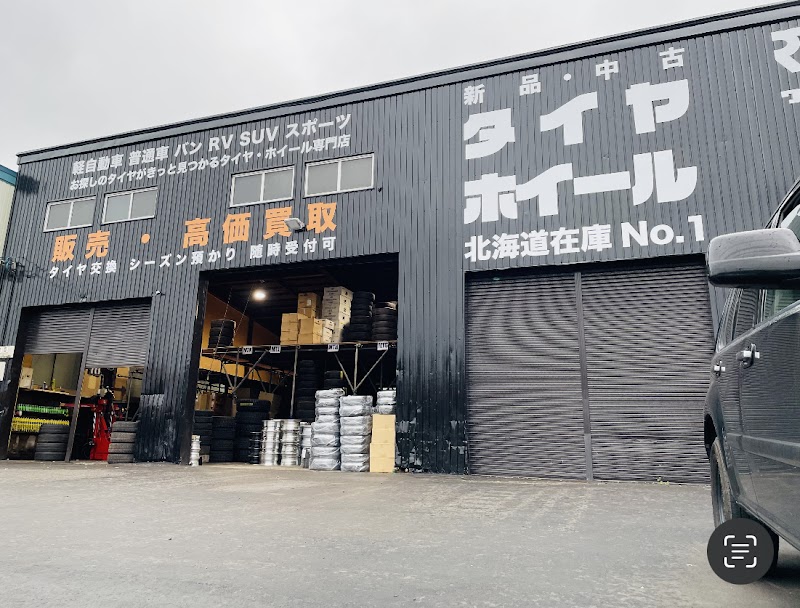 軽自動車 普通車 バン RV SUV スポーツ
お探しのタイヤがきっと見つかるタイヤ・ホイール専門店
販売・高価買取
タイヤ交換 シーズン預かり 随時受付可
新品・中古
タイヤ
ホイール
北海道在庫 No.1